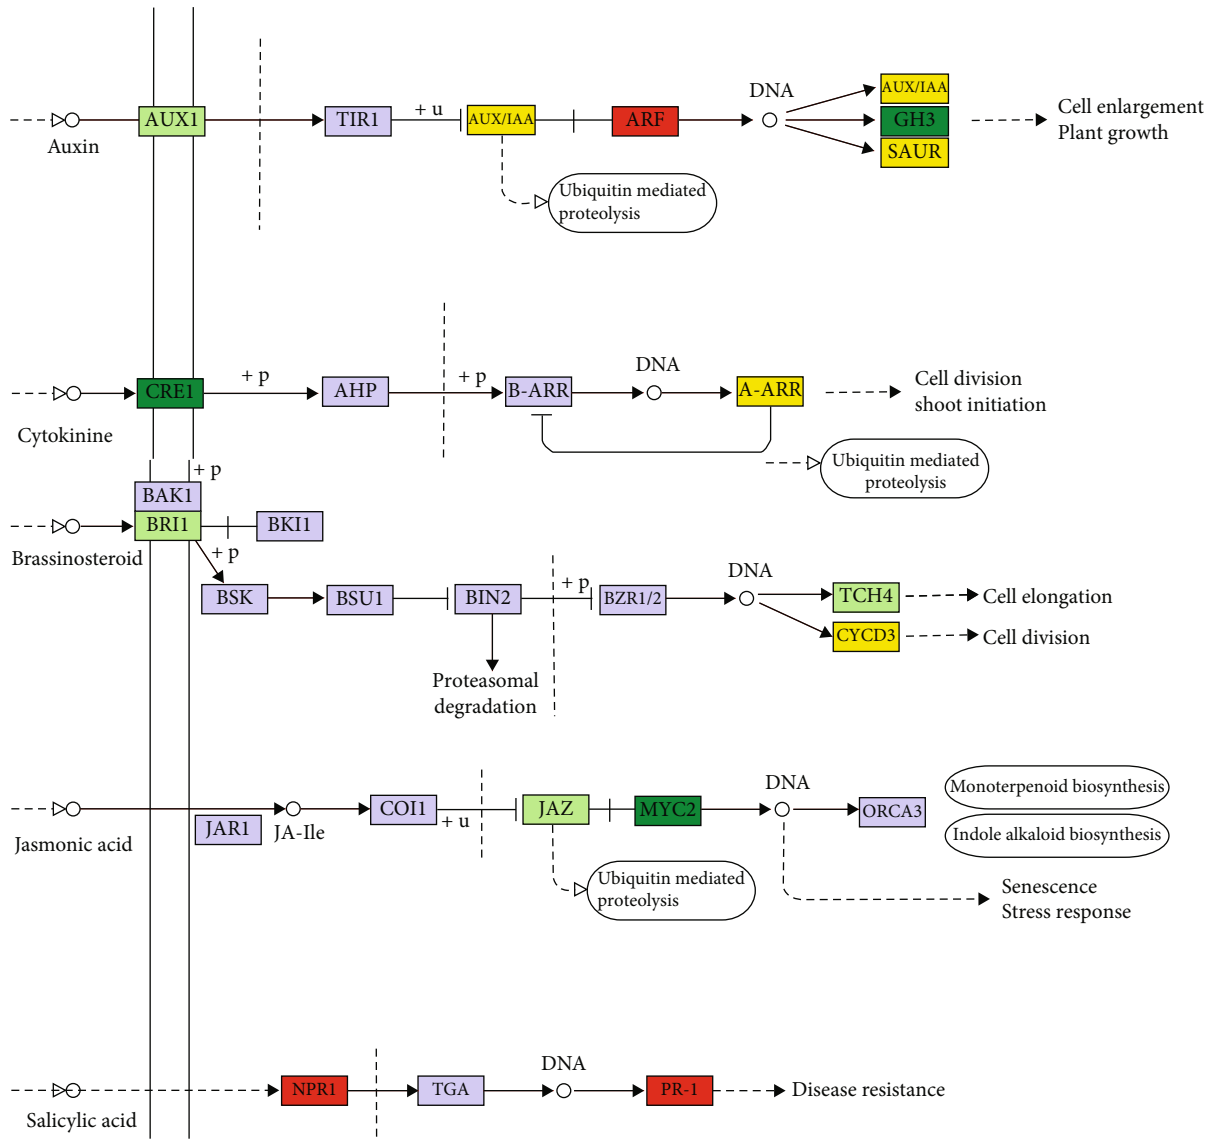 DNA
AUX/IAA
AUX1
+ u
TIR1
AUX/IAA
ARF
GH3
SAUR
Cell enlargement
Plant growth
Auxin
Ubiquitin mediated
proteolysis
DNA
CRE1
+ p
AHP
+ p
B-ARR
A-ARR
Cell division
shoot initiation
Cytokinine
Ubiquitin mediated
proteolysis
+ p
BAK1
BRI1
BKI1
Brassinosteroid
+ p
BSK
BSU1
BIN2
+ p
BZR1/2
DNA
TCH4
Cell elongation
CYCD3
Cell division
Proteasomal
degradation
Jasmonic acid
JAR1
JA-Ile
COI1
+ u
JAZ
MYC2
DNA
ORCA3
Monoterpenoid biosynthesis
Indole alkaloid biosynthesis
Ubiquitin mediated
proteolysis
Senescence
Stress response
Salicylic acid
NPR1
TGA
DNA
PR-1
Disease resistance